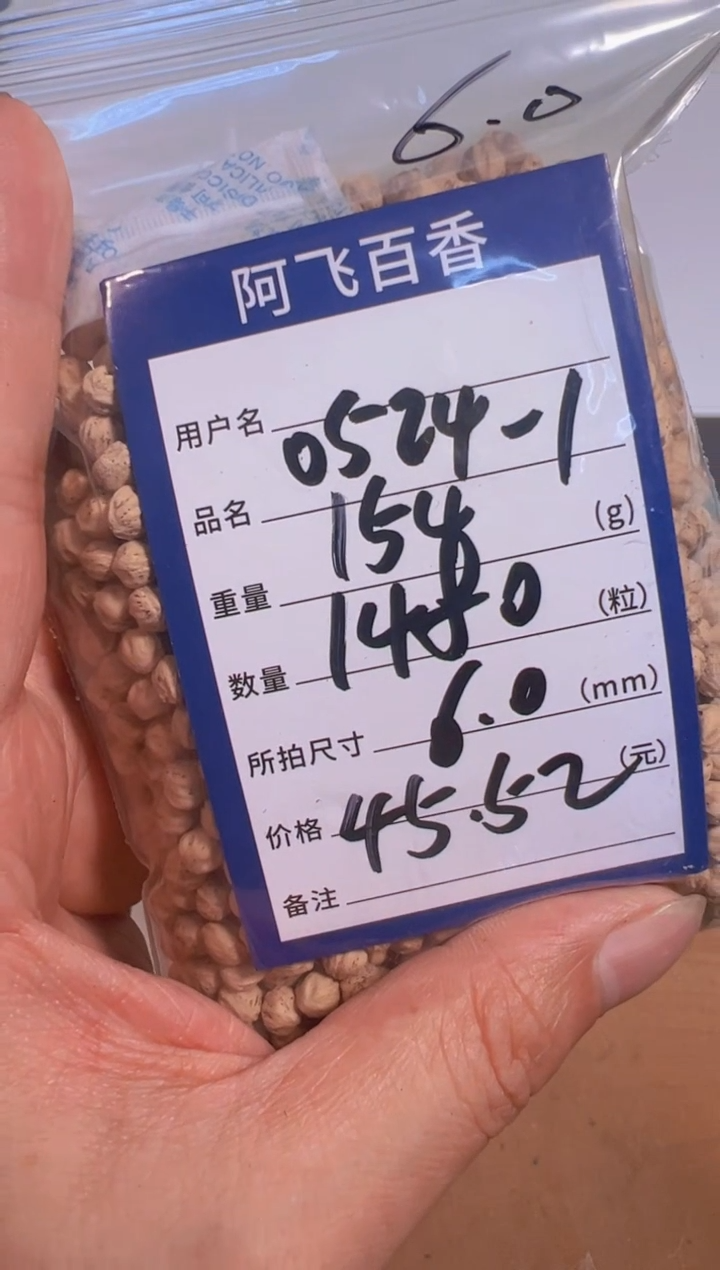 6.0
阿飞百香
用户名 0524-1
品名 154 (g)
重量 1480 (粒)
数量 6.0 (mm)
所拍尺寸 45.52 (元)
价格
备注